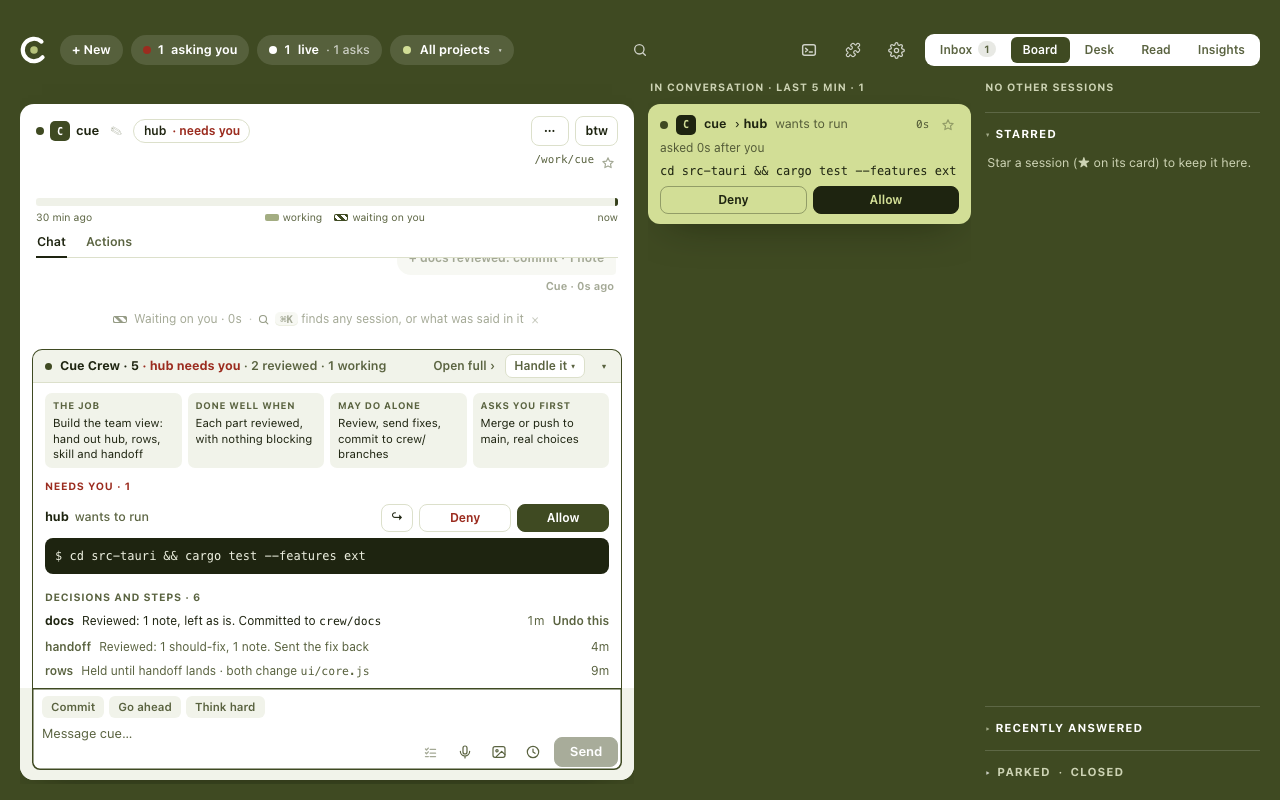 C + New 1 asking you 1 live · 1 asks All projects ·
Inbox 1 Board Desk Read Insights
C cue hub · needs you ··· btw
/work/cue
30 min ago working waiting on you now
Chat Actions
+ docs reviewed: commit · 1 note
Cue · 0s ago
Waiting on you · 0s · ⌘K finds any session, or what was said in it ×
Cue Crew · 5 · hub needs you · 2 reviewed · 1 working Open full › Handle it ▾ ▾
THE JOB
Build the team view:
hand out hub, rows,
skill and handoff
DONE WELL WHEN
Each part reviewed,
with nothing blocking
MAY DO ALONE
Review, send fixes,
commit to crew/
branches
ASKS YOU FIRST
Merge or push to
main, real choices
NEEDS YOU · 1
hub wants to run Deny Allow
$ cd src-tauri && cargo test --features ext
DECISIONS AND STEPS · 6
docs Reviewed: 1 note, left as is. Committed to crew/docs 1m Undo this
handoff Reviewed: 1 should-fix, 1 note. Sent the fix back 4m
rows Held until handoff lands · both change ui/core.js 9m
Commit Go ahead Think hard
Message cue…
Send
IN CONVERSATION · LAST 5 MIN · 1
C cue › hub wants to run 0s
asked 0s after you
cd src-tauri && cargo test --features ext
Deny Allow
NO OTHER SESSIONS
STARRED
Star a session (★ on its card) to keep it here.
RECENTLY ANSWERED
PARKED · CLOSED